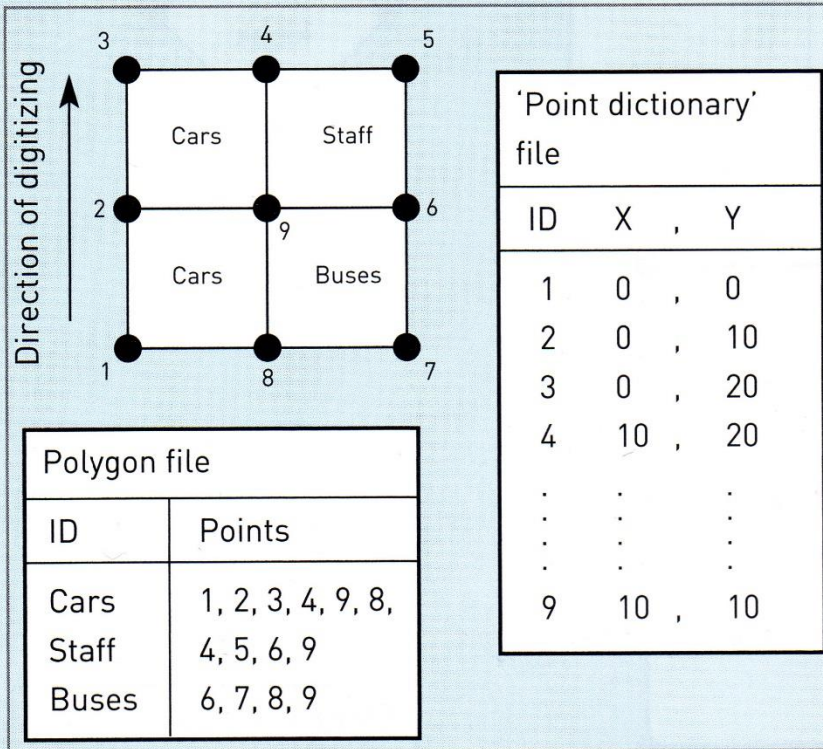 3 4 5
Direction of digitizing
Cars Staff
2 9 6
Cars Buses
1 8 7
'Point dictionary'
file
ID X , Y
1 0 , 0
2 0 , 10
3 0 , 20
4 10 , 20
. . .
. . .
. . .
. . .
9 10 , 10
Polygon file
ID Points
Cars 1, 2, 3, 4, 9, 8,
Staff 4, 5, 6, 9
Buses 6, 7, 8, 9